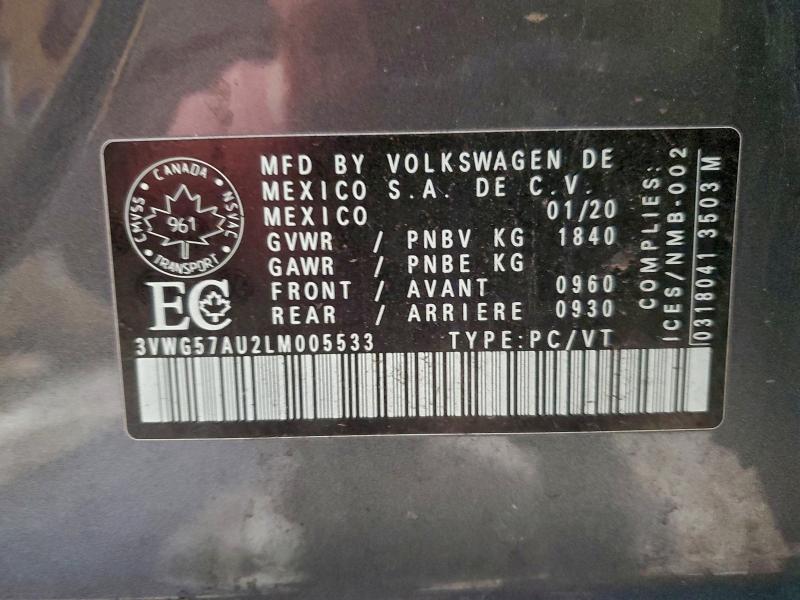 CANADA
CMVSS
NSVAC
961
TRANSPORT
EC
MFD BY VOLKSWAGEN DE
MEXICO S.A. DE C.V.
MEXICO 01/20
GVWR / PNBV KG 1840
GAWR / PNBE KG
FRONT / AVANT 0960
REAR / ARRIERE 0930
3VWG57AU2LM005533 TYPE:PC/VT
COMPLIES:
ICES/NMB-002
0318041 3503 M